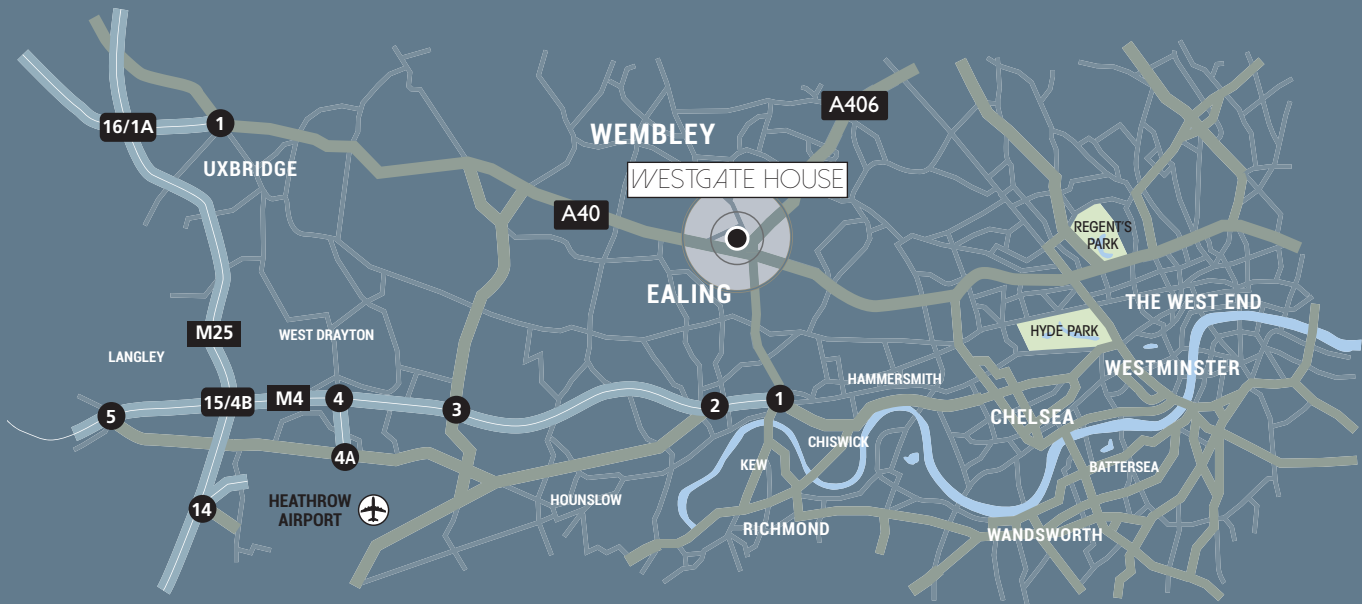 A406
16/1A
1
WEMBLEY
UXBRIDGE
WESTGATE HOUSE
A40
REGENT'S
PARK
EALING
THE WEST END
M25
WEST DRAYTON
HYDE PARK
LANGLEY
WESTMINSTER
HAMMERSMITH
15/4B
M4
4
3
2
1
5
CHELSEA
CHISWICK
4A
KEW
BATTERSEA
HOUNSLOW
HEATHROW
AIRPORT
14
RICHMOND
WANDSWORTH